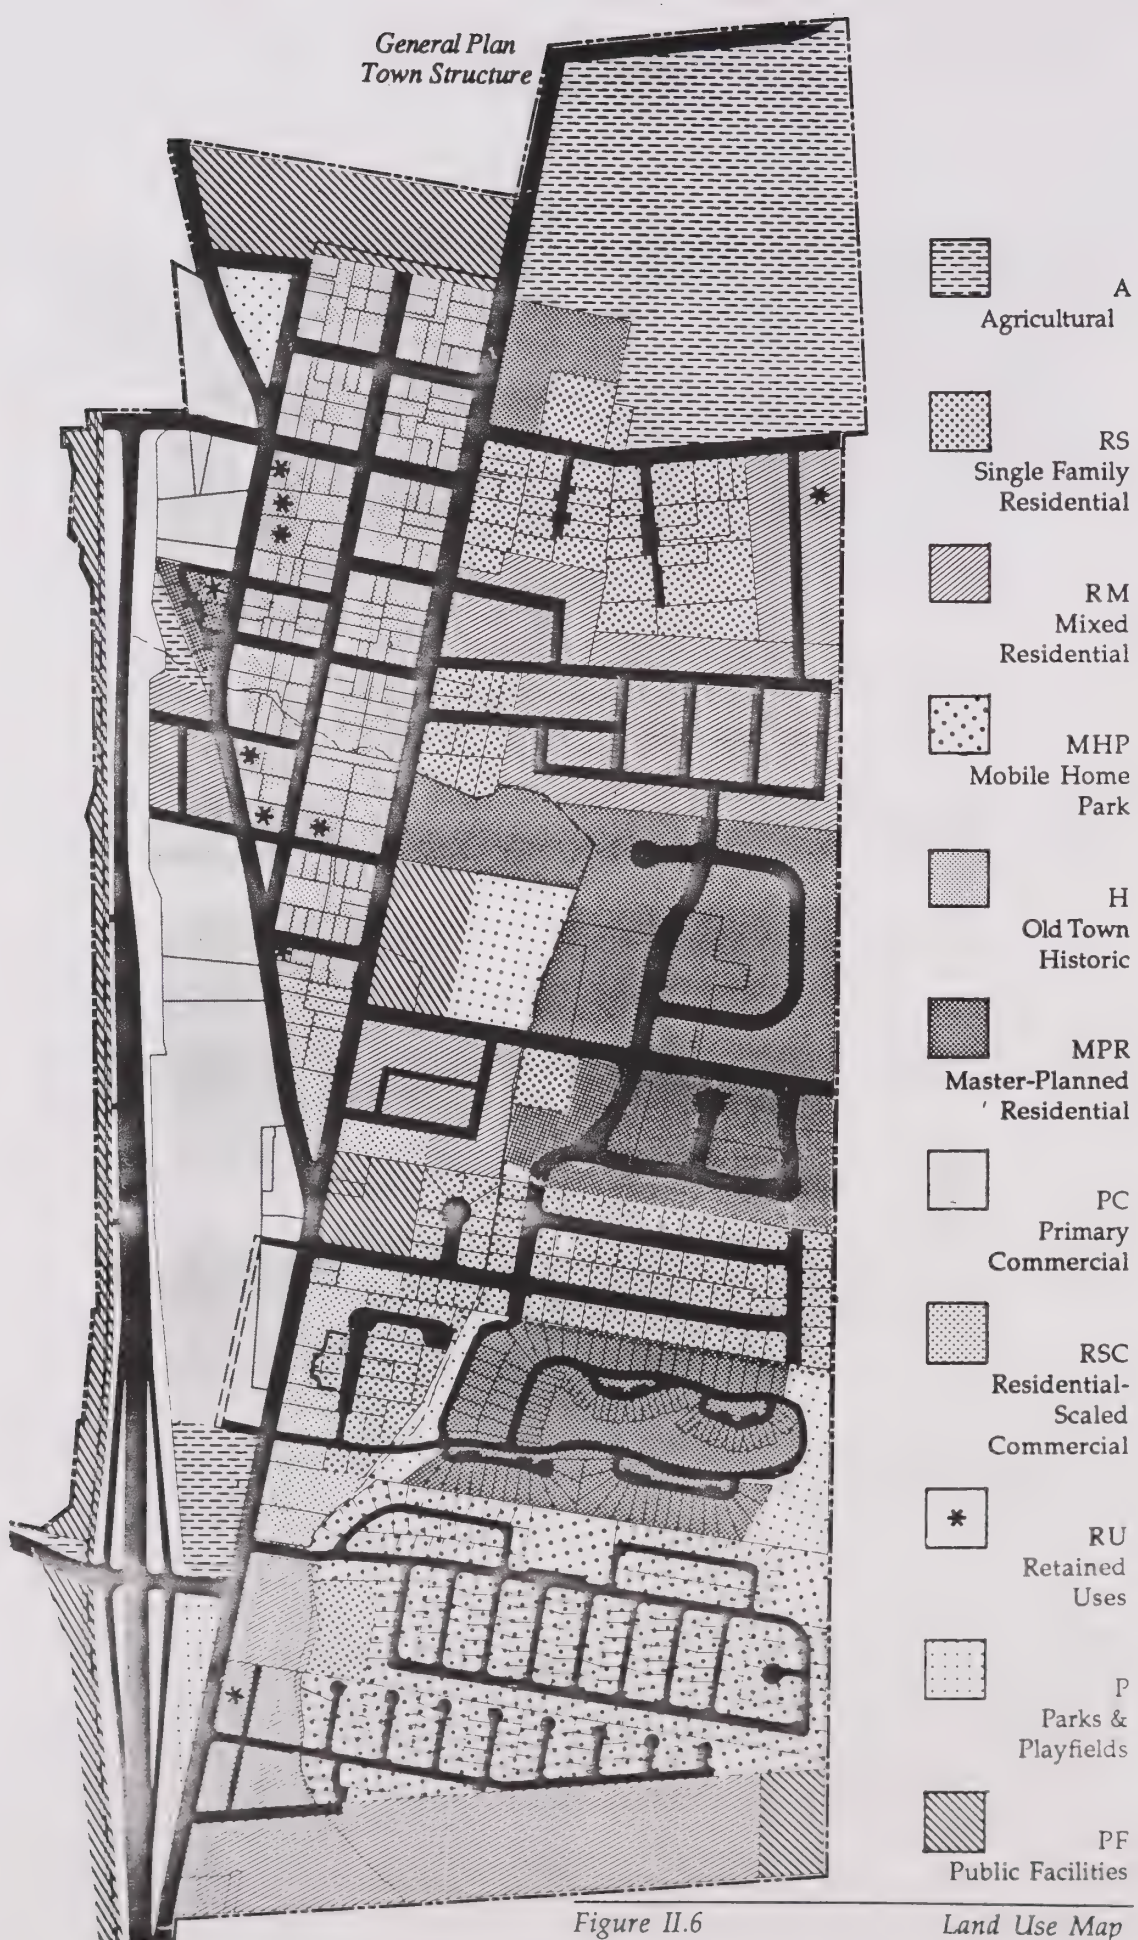 General Plan
Town Structure
A
Agricultural
RS
Single Family
Residential
RM
Mixed
Residential
MHP
Mobile Home
Park
H
Old Town
Historic
MPR
Master-Planned
Residential
PC
Primary
Commercial
RSC
Residential-
Scaled
Commercial
*
RU
Retained
Uses
P
Parks &
Playfields
PF
Public Facilities
Figure II.6
Land Use Map